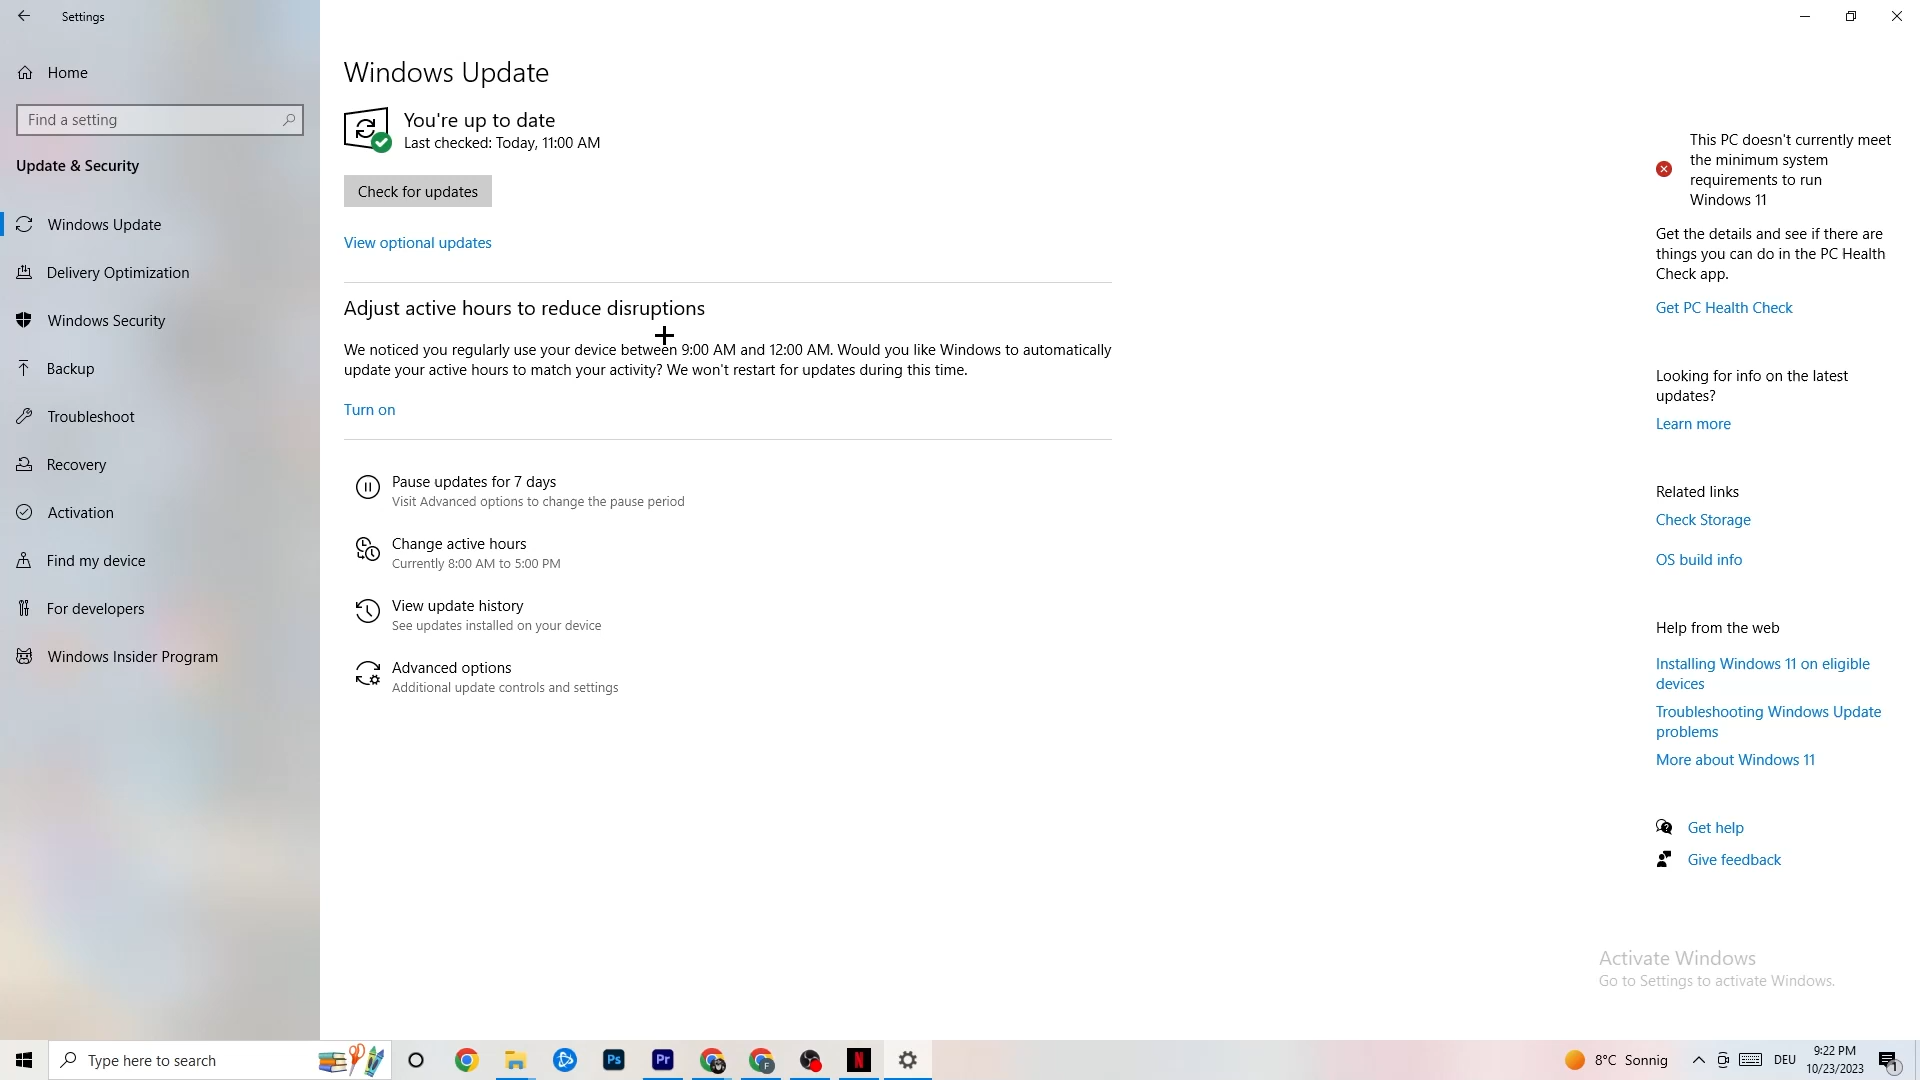 Settings
Home
Find a setting
Update & Security
Windows Update
Delivery Optimization
Windows Security
Backup
Troubleshoot
Recovery
Activation
Find my device
For developers
Windows Insider Program
Windows Update
You're up to date
Last checked: Today, 11:00 AM
Check for updates
View optional updates
Adjust active hours to reduce disruptions
We noticed you regularly use your device between 9:00 AM and 12:00 AM. Would you like Windows to automatically
update your active hours to match your activity? We won't restart for updates during this time.
Turn on
Pause updates for 7 days
Visit Advanced options to change the pause period
Change active hours
Currently 8:00 AM to 5:00 PM
View update history
See updates installed on your device
Advanced options
Additional update controls and settings
This PC doesn't currently meet
the minimum system
requirements to run
Windows 11
Get the details and see if there are
things you can do in the PC Health
Check app.
Get PC Health Check
Looking for info on the latest
updates?
Learn more
Related links
Check Storage
OS build info
Help from the web
Installing Windows 11 on eligible
devices
Troubleshooting Windows Update
problems
More about Windows 11
Get help
Give feedback
Activate Windows
Go to Settings to activate Windows.
Type here to search
Ps
Pr
F
N
8°C Sonnig
DEU
9:22 PM
10/23/2023
1